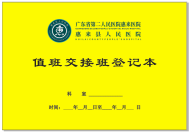 广东省第二人民医院惠来医院
惠来县人民医院
值班交接班登记本
科 室
时间： 年 月 日至 年 月 日